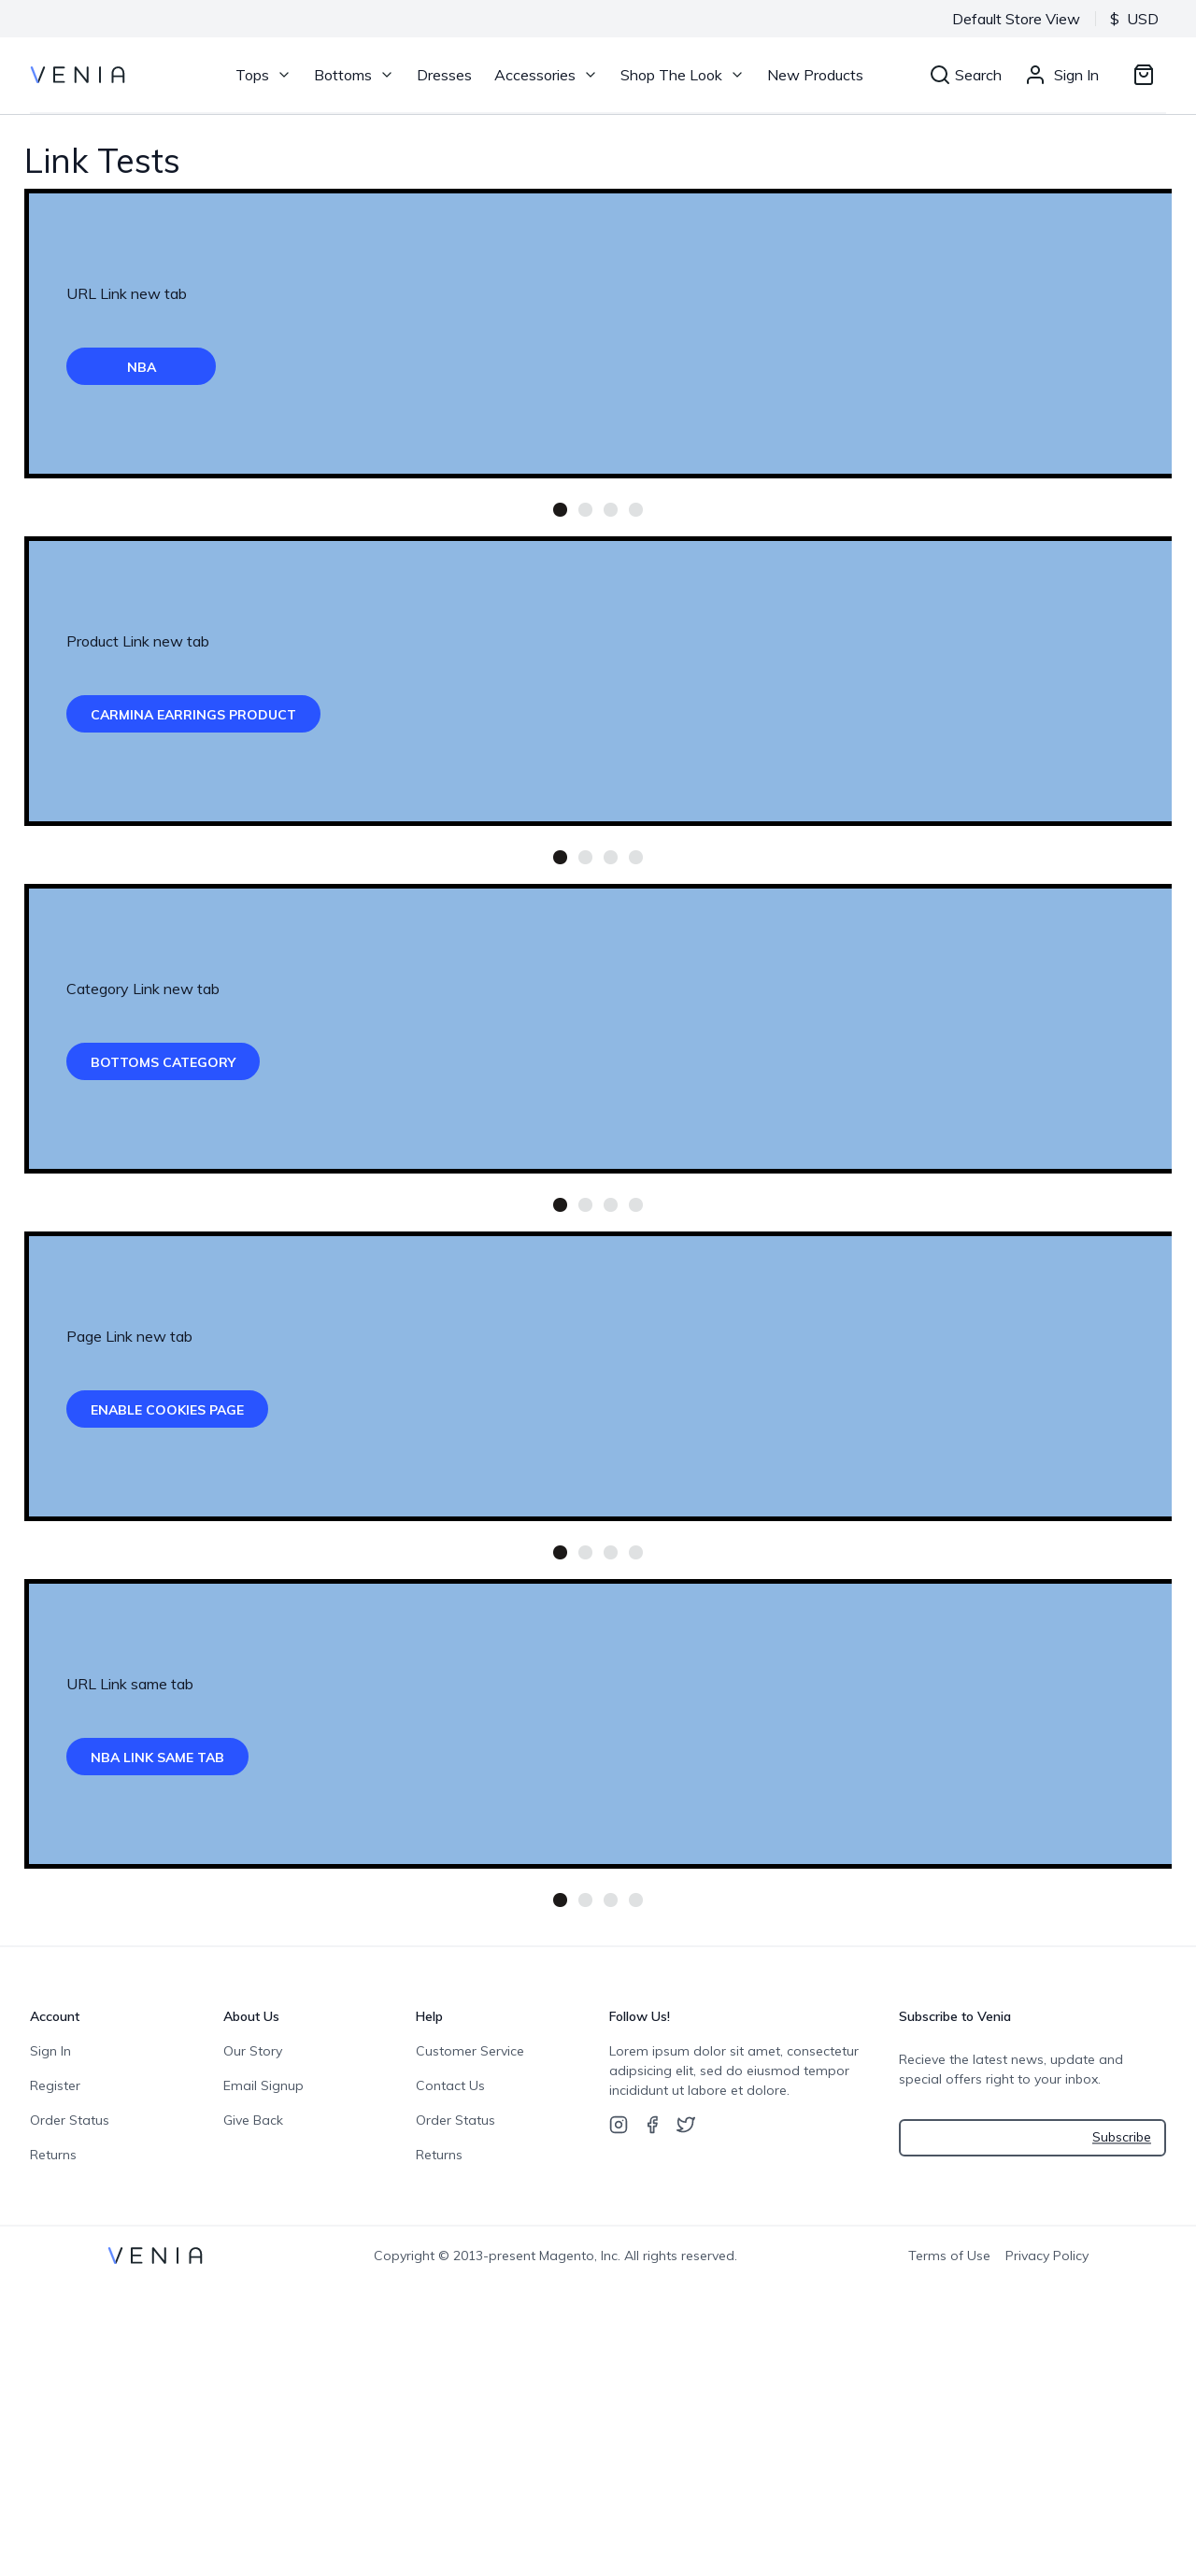 Default Store View $ USD
VENIA Tops Bottoms Dresses Accessories Shop The Look New Products Search Sign In
Link Tests
URL Link new tab
NBA
Product Link new tab
CARMINA EARRINGS PRODUCT
Category Link new tab
BOTTOMS CATEGORY
Page Link new tab
ENABLE COOKIES PAGE
URL Link same tab
NBA LINK SAME TAB
Account
Sign In
Register
Order Status
Returns
About Us
Our Story
Email Signup
Give Back
Help
Customer Service
Contact Us
Order Status
Returns
Follow Us!
Lorem ipsum dolor sit amet, consectetur
adipsicing elit, sed do eiusmod tempor
incididunt ut labore et dolore.
Subscribe to Venia
Recieve the latest news, update and
special offers right to your inbox.
Subscribe
VENIA Copyright © 2013-present Magento, Inc. All rights reserved. Terms of Use Privacy Policy